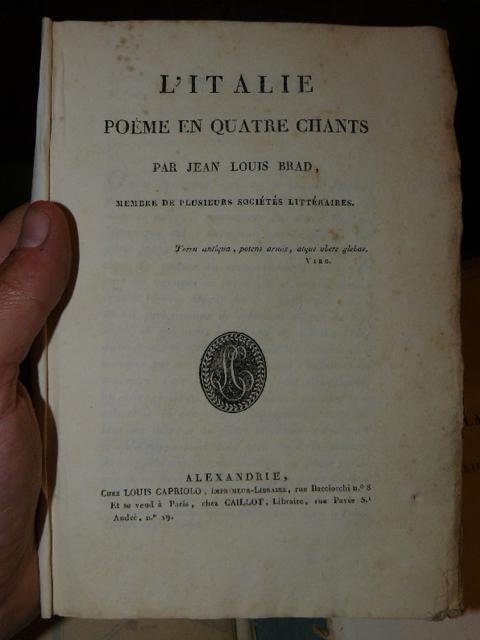 L'ITALIE
POÈME EN QUATRE CHANTS
PAR JEAN LOUIS BRAD,
MEMBRE DE PLUSIEURS SOCIÉTÉS LITTÉRAIRES.
Terra antiqua, potens armis, atque ubere glebae.
VIRG.
ALEXANDRIE,
CHEZ LOUIS CAPRIOLO, IMPRIMEUR-LIBRAIRE, rue Bacciocchi n.º 8
Et se vend à Paris, chez CAILLOT, Libraire, rue Pavée S.t
André, n.º 19.